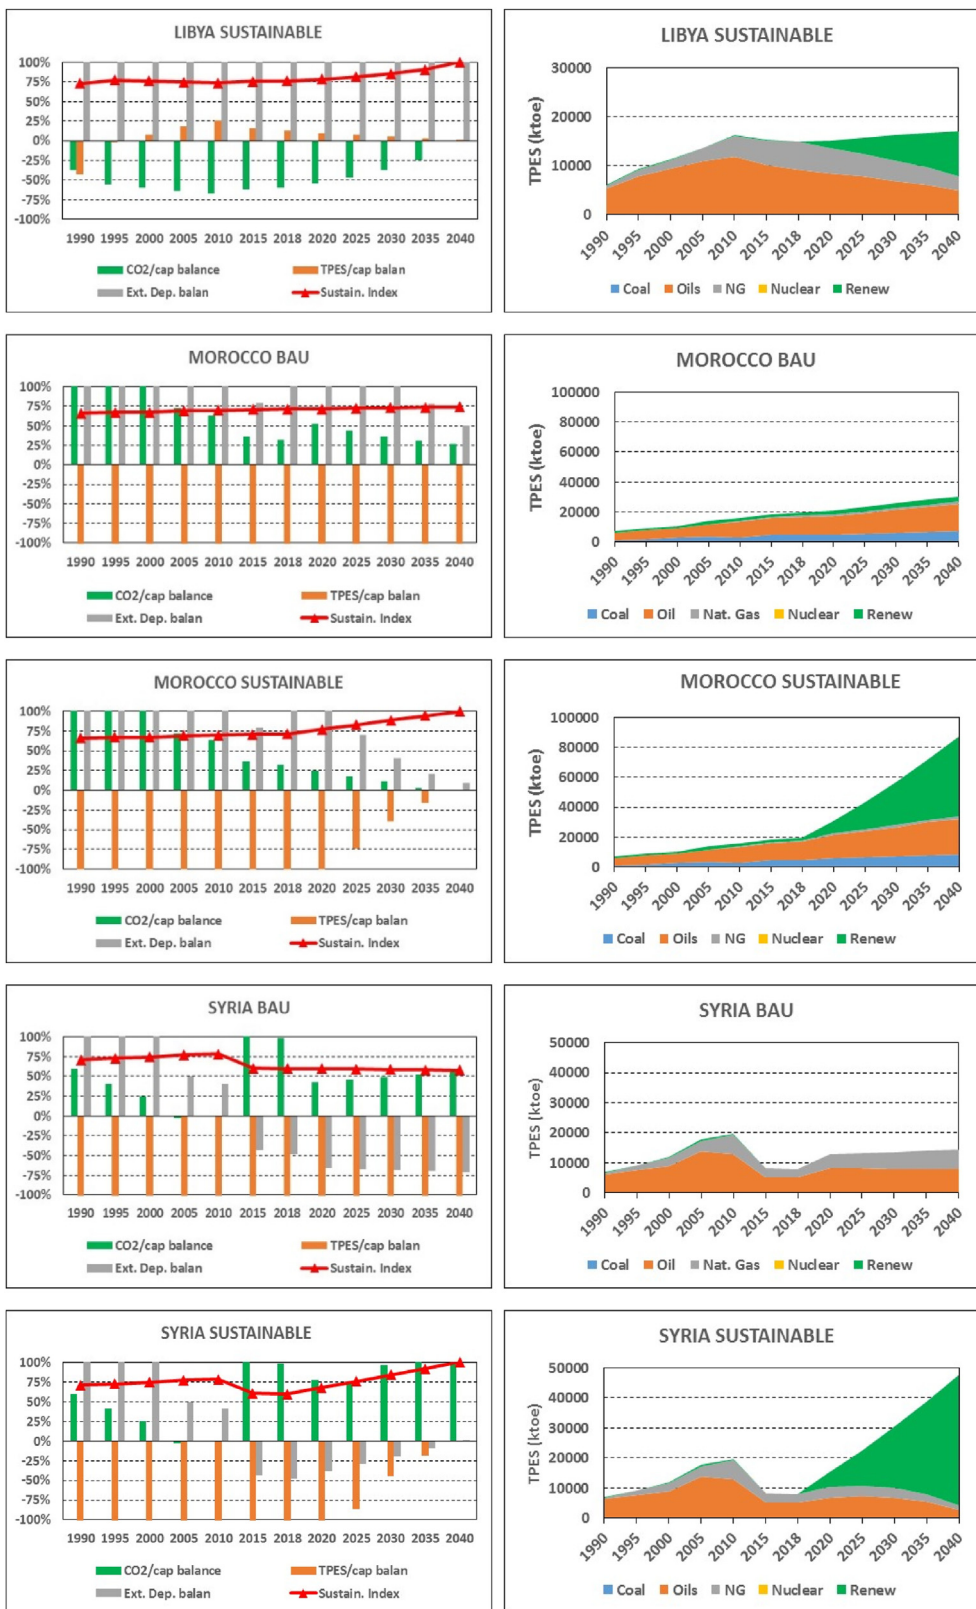 LIBYA SUSTAINABLE
100%
75%
50%
25%
0%
-25%
-50%
-75%
-100%
1990 1995 2000 2005 2010 2015 2018 2020 2025 2030 2035 2040
CO2/cap balance TPES/cap balan
Ext. Dep. balan Sustain. Index
LIBYA SUSTAINABLE
TPES (ktoe)
30000
20000
10000
0
1990 1995 2000 2005 2010 2015 2018 2020 2025 2030 2035 2040
Coal Oils NG Nuclear Renew
MOROCCO BAU
100%
75%
50%
25%
0%
-25%
-50%
-75%
-100%
1990 1995 2000 2005 2010 2015 2018 2020 2025 2030 2035 2040
CO2/cap balance TPES/cap balan
Ext. Dep. balan Sustain. Index
MOROCCO BAU
TPES (ktoe)
100000
80000
60000
40000
20000
0
1990 1995 2000 2005 2010 2015 2018 2020 2025 2030 2035 2040
Coal Oil Nat. Gas Nuclear Renew
MOROCCO SUSTAINABLE
100%
75%
50%
25%
0%
-25%
-50%
-75%
-100%
1990 1995 2000 2005 2010 2015 2018 2020 2025 2030 2035 2040
CO2/cap balance TPES/cap balan
Ext. Dep. balan Sustain. Index
MOROCCO SUSTAINABLE
TPES (ktoe)
100000
80000
60000
40000
20000
0
1990 1995 2000 2005 2010 2015 2018 2020 2025 2030 2035 2040
Coal Oils NG Nuclear Renew
SYRIA BAU
100%
75%
50%
25%
0%
-25%
-50%
-75%
-100%
1990 1995 2000 2005 2010 2015 2018 2020 2025 2030 2035 2040
CO2/cap balance TPES/cap balan
Ext. Dep. balan Sustain. Index
SYRIA BAU
TPES (ktoe)
50000
40000
30000
20000
10000
0
1990 1995 2000 2005 2010 2015 2018 2020 2025 2030 2035 2040
Coal Oil Nat. Gas Nuclear Renew
SYRIA SUSTAINABLE
100%
75%
50%
25%
0%
-25%
-50%
-75%
-100%
1990 1995 2000 2005 2010 2015 2018 2020 2025 2030 2035 2040
CO2/cap balance TPES/cap balan
Ext. Dep. balan Sustain. Index
SYRIA SUSTAINABLE
TPES (ktoe)
50000
40000
30000
20000
10000
0
1990 1995 2000 2005 2010 2015 2018 2020 2025 2030 2035 2040
Coal Oils NG Nuclear Renew